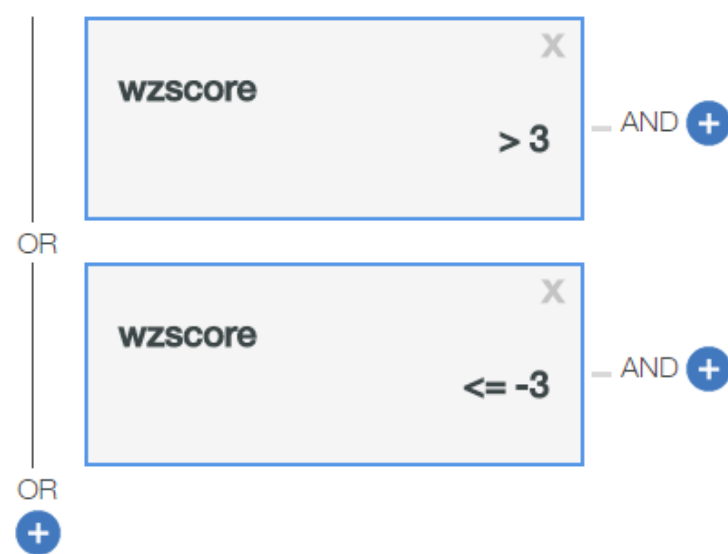 X
wzscore
> 3
AND +
OR
X
wzscore
<= -3
AND +
OR
+